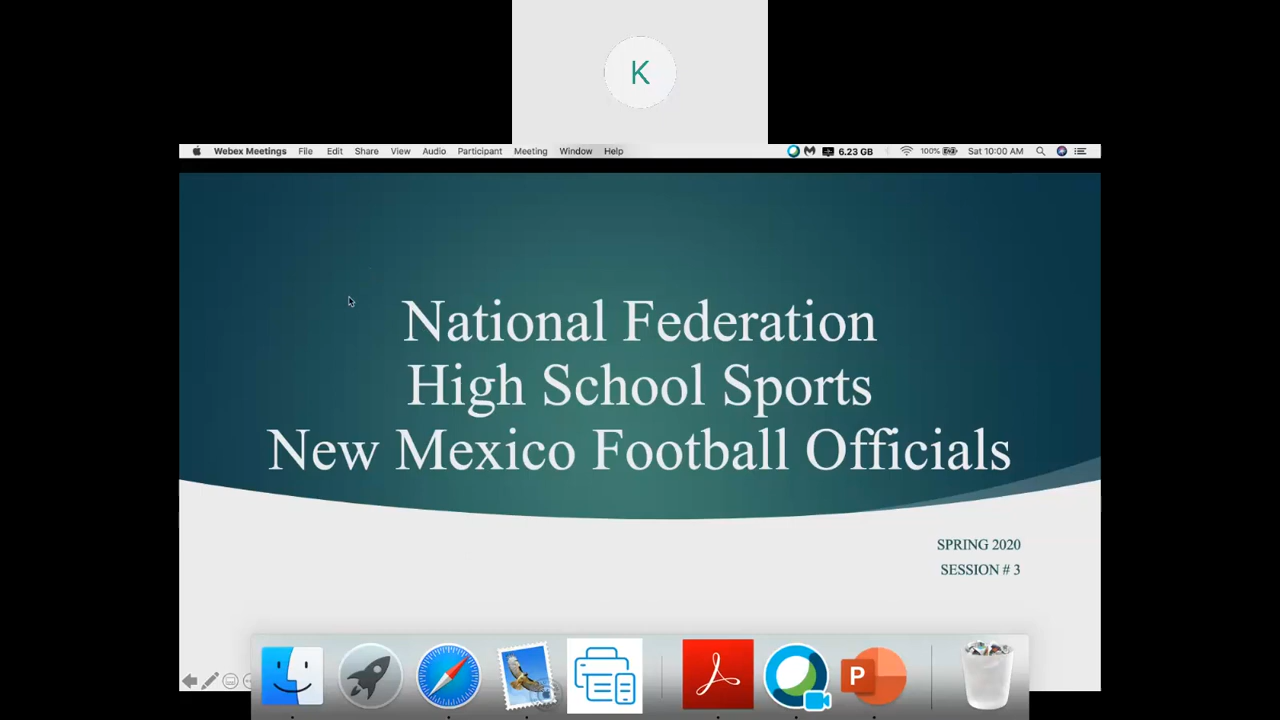 K
Webex Meetings File Edit Share View Audio Participant Meeting Window Help 6.23 GB 100% Sat 10:00 AM
National Federation
High School Sports
New Mexico Football Officials
SPRING 2020
SESSION # 3
P